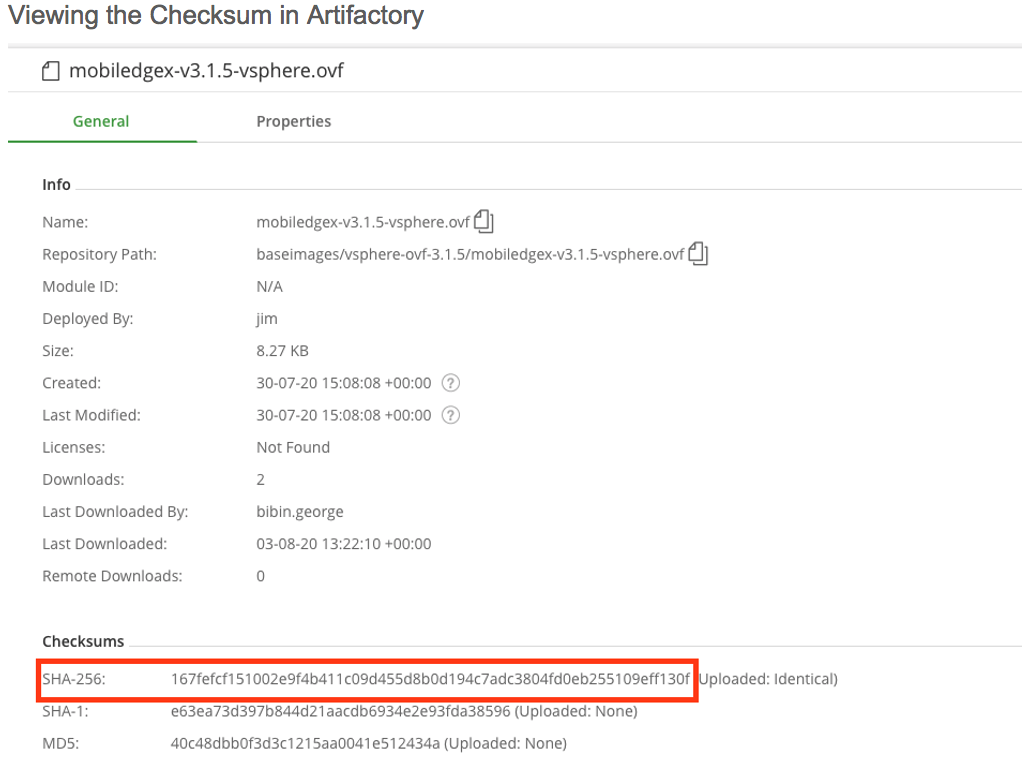 Viewing the Checksum in Artifactory
mobiledgex-v3.1.5-vsphere.ovf
General Properties
Info
Name: mobiledgex-v3.1.5-vsphere.ovf
Repository Path: baseimages/vsphere-ovf-3.1.5/mobiledgex-v3.1.5-vsphere.ovf
Module ID: N/A
Deployed By: jim
Size: 8.27 KB
Created: 30-07-20 15:08:08 +00:00 ?
Last Modified: 30-07-20 15:08:08 +00:00 ?
Licenses: Not Found
Downloads: 2
Last Downloaded By: bibin.george
Last Downloaded: 03-08-20 13:22:10 +00:00
Remote Downloads: 0
Checksums
SHA-256: 167fefcf151002e9f4b411c09d455d8b0d194c7adc3804fd0eb255109eff130f Uploaded: Identical)
SHA-1: e63ea73d397b844d21aacdb6934e2e93fda38596 (Uploaded: None)
MD5: 40c48dbb0f3d3c1215aa0041e512434a (Uploaded: None)